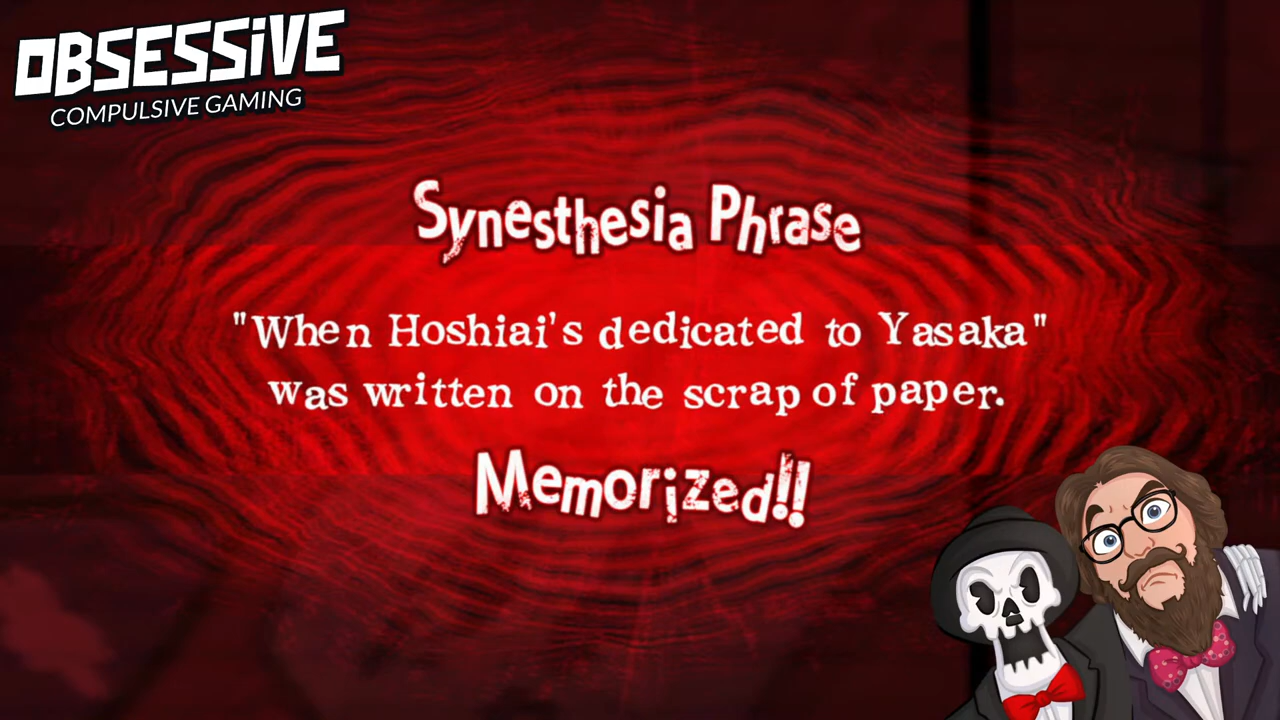 OBSESSiVE
COMPULSIVE GAMING
Synesthesia Phrase
"When Hoshiai's dedicated to Yasaka"
was written on the scrap of paper.
Memorized!!